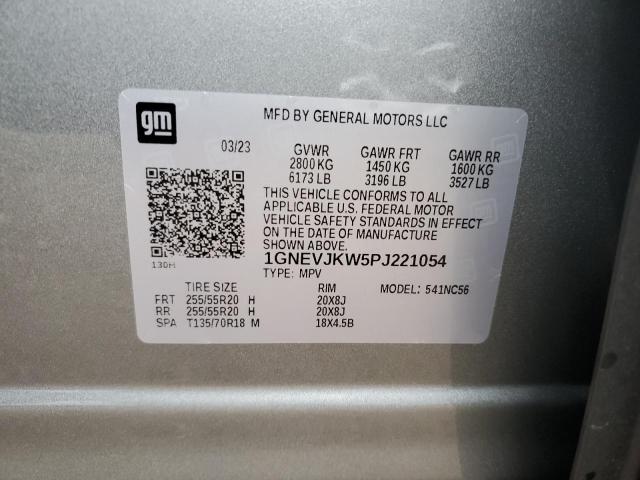 gm
MFD BY GENERAL MOTORS LLC
03/23
GVWR GAWR FRT GAWR RR
2800 KG 1450 KG 1600 KG
6173 LB 3196 LB 3527 LB
THIS VEHICLE CONFORMS TO ALL
APPLICABLE U.S. FEDERAL MOTOR
VEHICLE SAFETY STANDARDS IN EFFECT
ON THE DATE OF MANUFACTURE
SHOWN ABOVE.
1GNEVJKW5PJ221054
130H
TYPE: MPV
MODEL: 541NC56
TIRE SIZE RIM
FRT 255/55R20 H 20X8J
RR 255/55R20 H 20X8J
SPA T135/70R18 M 18X4.5B